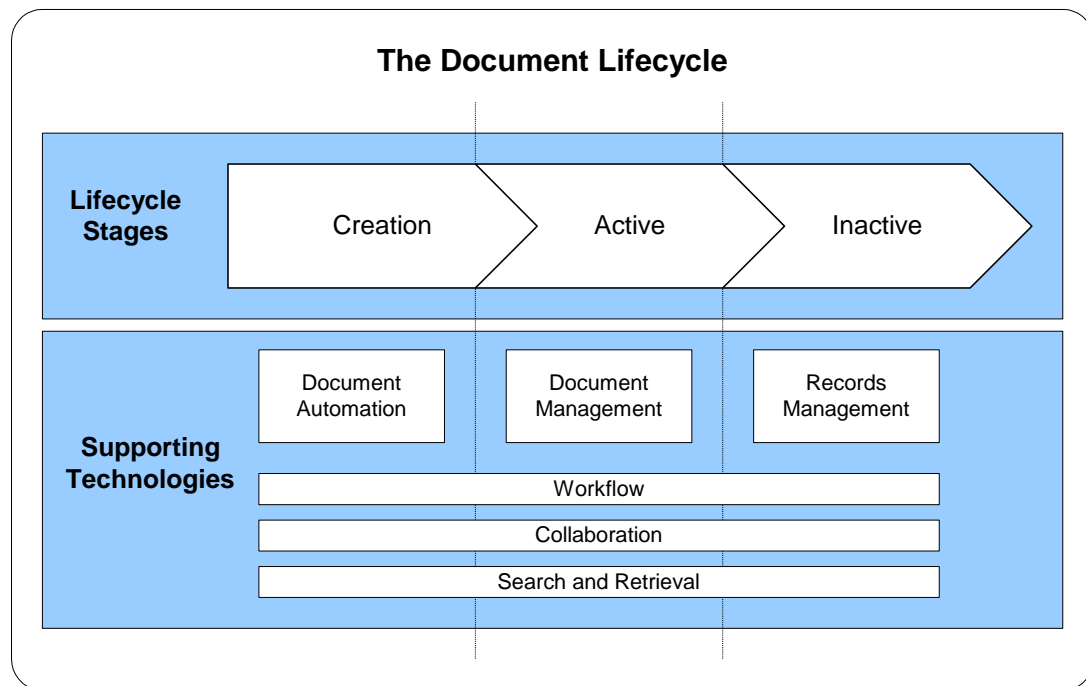 The Document Lifecycle
Lifecycle
Stages
Creation
Active
Inactive
Supporting
Technologies
Document
Automation
Document
Management
Records
Management
Workflow
Collaboration
Search and Retrieval